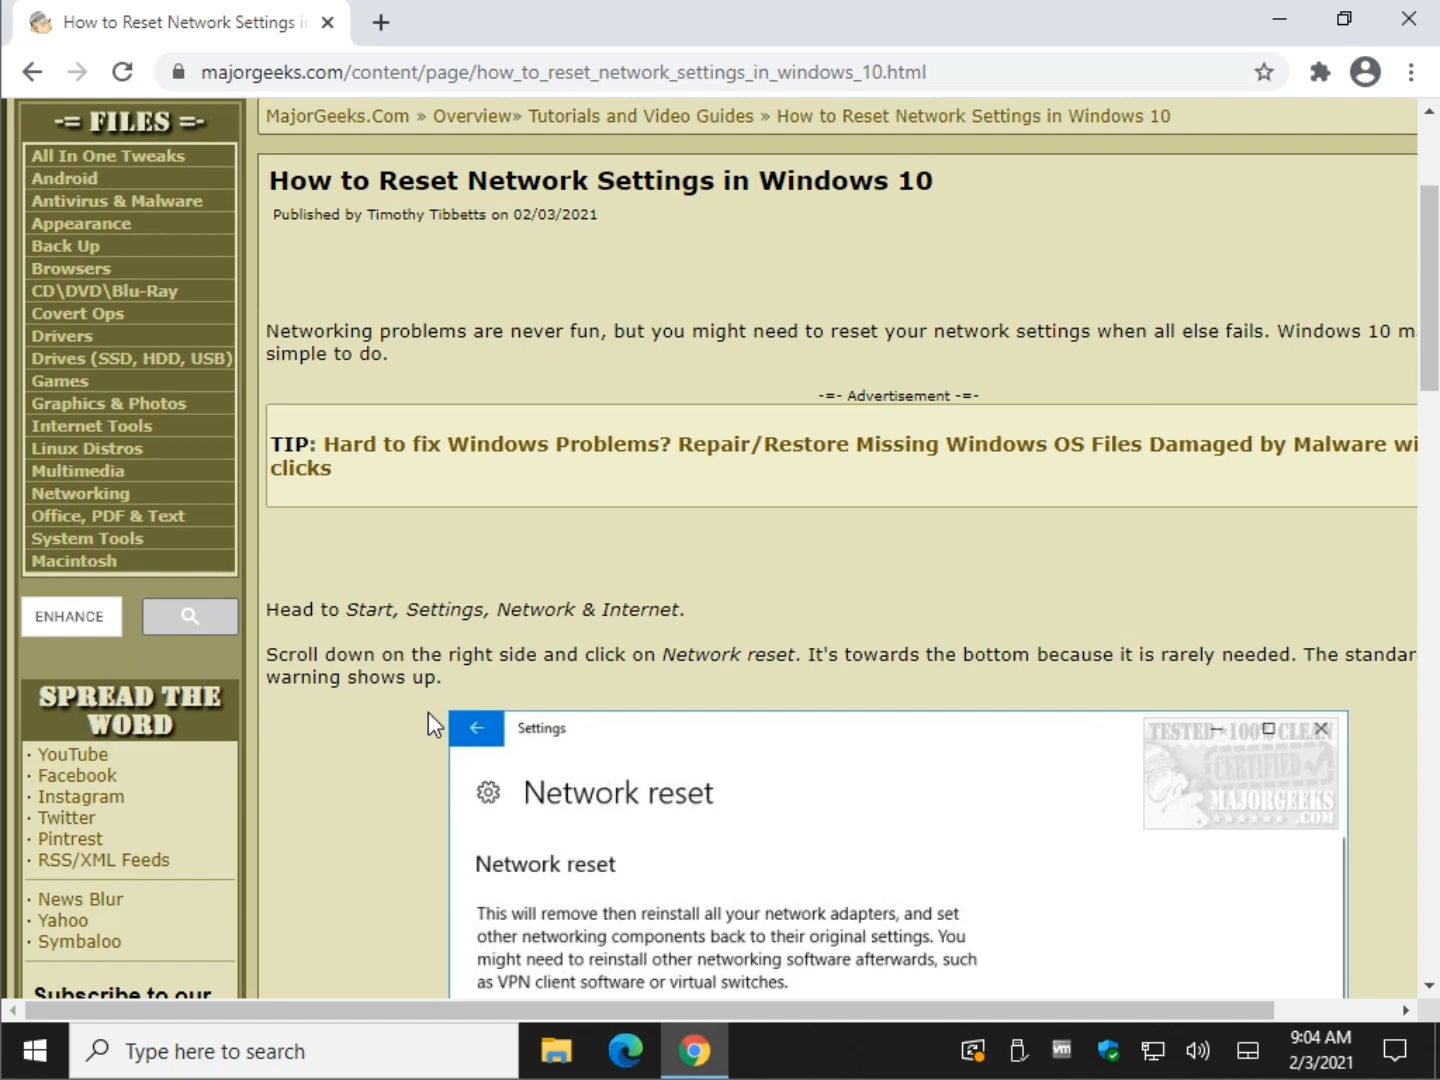 How to Reset Network Settings i
majorgeeks.com/content/page/how_to_reset_network_settings_in_windows_10.html
-= FILES =-
All In One Tweaks
Android
Antivirus & Malware
Appearance
Back Up
Browsers
CD\DVD\Blu-Ray
Covert Ops
Drivers
Drives (SSD, HDD, USB)
Games
Graphics & Photos
Internet Tools
Linux Distros
Multimedia
Networking
Office, PDF & Text
System Tools
Macintosh
ENHANCE
SPREAD THE
WORD
· YouTube
· Facebook
· Instagram
· Twitter
· Pintrest
· RSS/XML Feeds
· News Blur
· Yahoo
· Symbaloo
Subscribe to our
MajorGeeks.Com » Overview» Tutorials and Video Guides » How to Reset Network Settings in Windows 10
How to Reset Network Settings in Windows 10
Published by Timothy Tibbetts on 02/03/2021
Networking problems are never fun, but you might need to reset your network settings when all else fails. Windows 10 m
simple to do.
-=- Advertisement -=-
TIP: Hard to fix Windows Problems? Repair/Restore Missing Windows OS Files Damaged by Malware wi
clicks
Head to Start, Settings, Network & Internet.
Scroll down on the right side and click on Network reset. It's towards the bottom because it is rarely needed. The standar
warning shows up.
Settings
TESTED 100% CLEAN
CERTIFIED
MAJORGEEKS
.COM
Network reset
Network reset
This will remove then reinstall all your network adapters, and set
other networking components back to their original settings. You
might need to reinstall other networking software afterwards, such
as VPN client software or virtual switches.
Type here to search
vm
9:04 AM
2/3/2021